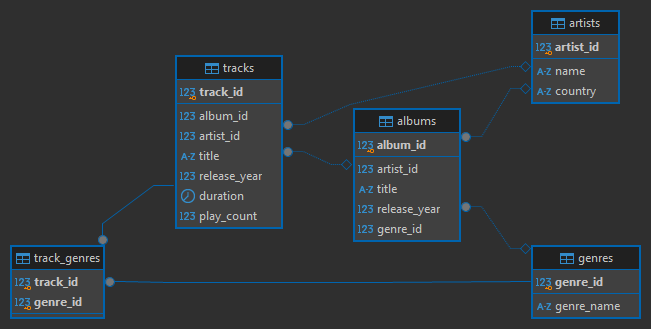 artists
123 artist_id
A-Z name
A-Z country
tracks
123 track_id
123 album_id
123 artist_id
A-Z title
123 release_year
duration
123 play_count
albums
123 album_id
123 artist_id
A-Z title
123 release_year
123 genre_id
track_genres
123 track_id
123 genre_id
genres
123 genre_id
A-Z genre_name